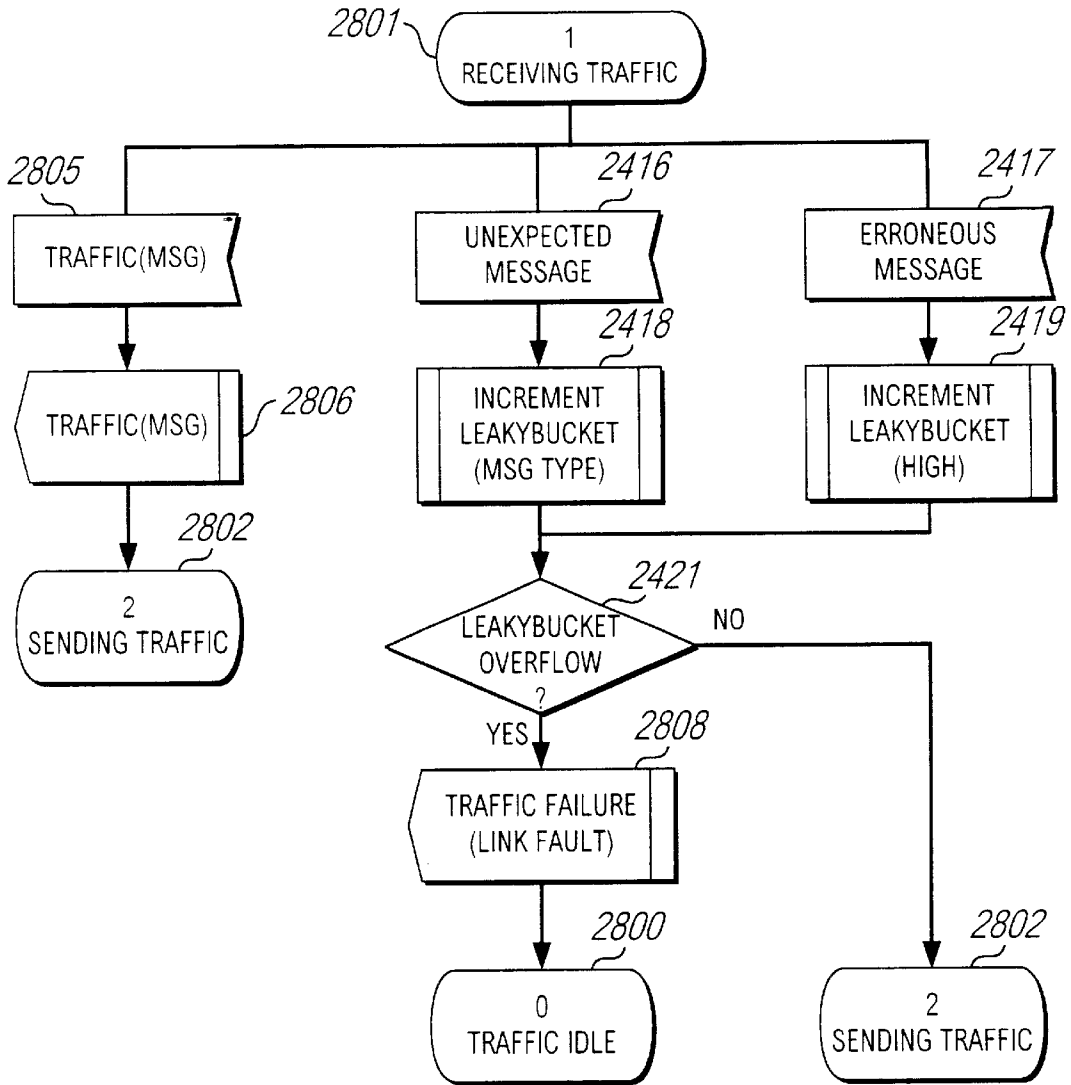 2801
1
RECEIVING TRAFFIC
2805
2416
2417
TRAFFIC(MSG)
UNEXPECTED
MESSAGE
ERRONEOUS
MESSAGE
2418
2419
TRAFFIC(MSG)
2806
INCREMENT
LEAKYBUCKET
(MSG TYPE)
INCREMENT
LEAKYBUCKET
(HIGH)
2802
2
SENDING TRAFFIC
2421
LEAKYBUCKET
OVERFLOW
?
NO
YES
2808
TRAFFIC FAILURE
(LINK FAULT)
2800
0
TRAFFIC IDLE
2802
2
SENDING TRAFFIC